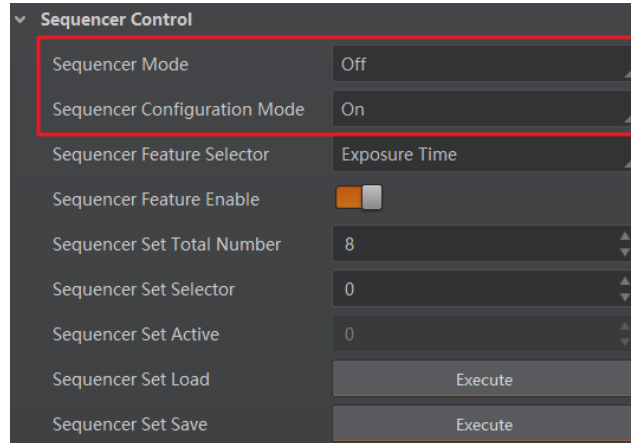 Sequencer Control
Sequencer Mode Off
Sequencer Configuration Mode On
Sequencer Feature Selector Exposure Time
Sequencer Feature Enable
Sequencer Set Total Number 8
Sequencer Set Selector 0
Sequencer Set Active 0
Sequencer Set Load Execute
Sequencer Set Save Execute